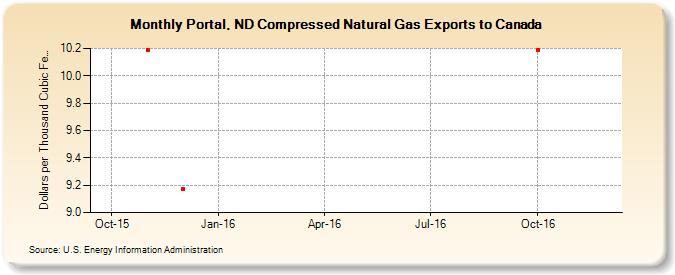 Monthly Portal, ND Compressed Natural Gas Exports to Canada
Dollars per Thousand Cubic Fe...
10.2
10.0
9.8
9.6
9.4
9.2
9.0
Oct-15 Jan-16 Apr-16 Jul-16 Oct-16
Source: U.S. Energy Information Administration